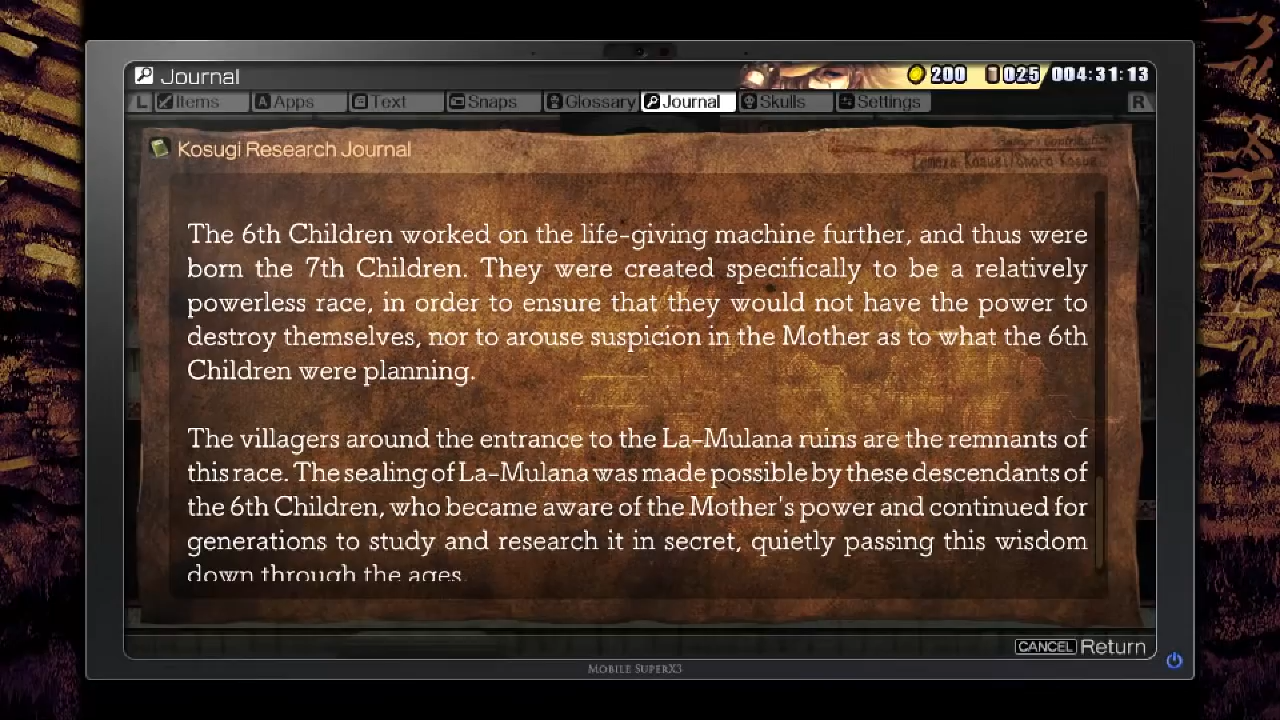 Journal
200 025 004:31:13
L Items Apps Text Snaps Glossary Journal Skulls Settings R
Kosugi Research Journal
The 6th Children worked on the life-giving machine further, and thus were
born the 7th Children. They were created specifically to be a relatively
powerless race, in order to ensure that they would not have the power to
destroy themselves, nor to arouse suspicion in the Mother as to what the 6th
Children were planning.
The villagers around the entrance to the La-Mulana ruins are the remnants of
this race. The sealing of La-Mulana was made possible by these descendants of
the 6th Children, who became aware of the Mother's power and continued for
generations to study and research it in secret, quietly passing this wisdom
down through the ages.
CANCEL Return
MOBILE SUPERX3